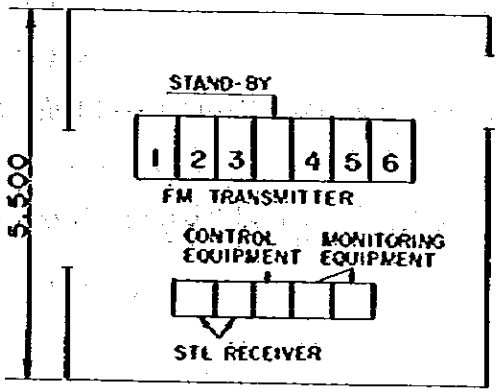 STAND-BY
5.500
1 2 3 4 5 6
FM TRANSMITTER
CONTROL EQUIPMENT
MONITORING EQUIPMENT
STL RECEIVER